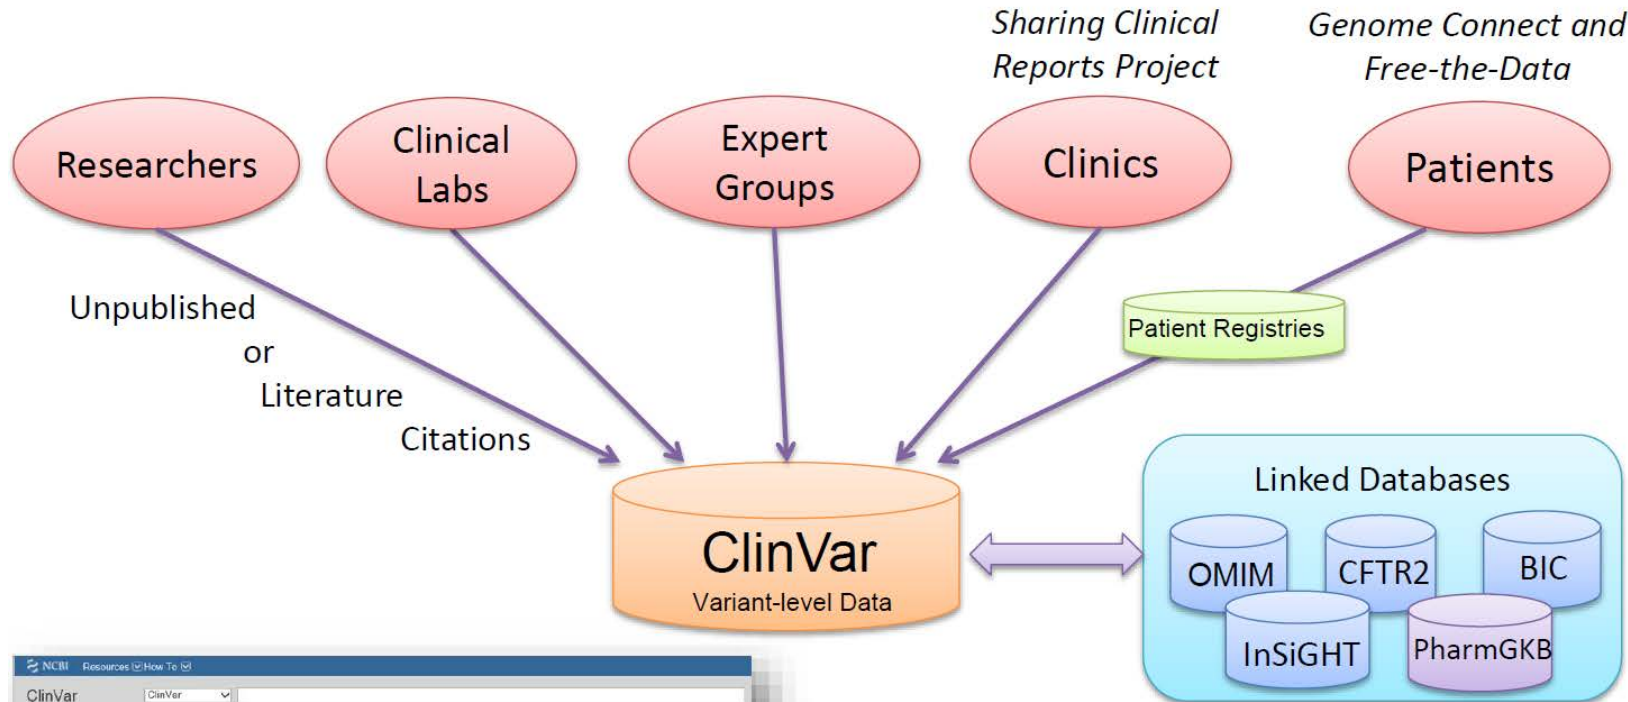 Sharing Clinical
Reports Project
Genome Connect and
Free-the-Data
Researchers
Clinical
Labs
Expert
Groups
Clinics
Patients
Unpublished
or
Literature
Citations
Patient Registries
ClinVar
Variant-level Data
Linked Databases
OMIM
CFTR2
BIC
InSiGHT
PharmGKB
NCBI Resources How To
ClinVar ClinVar